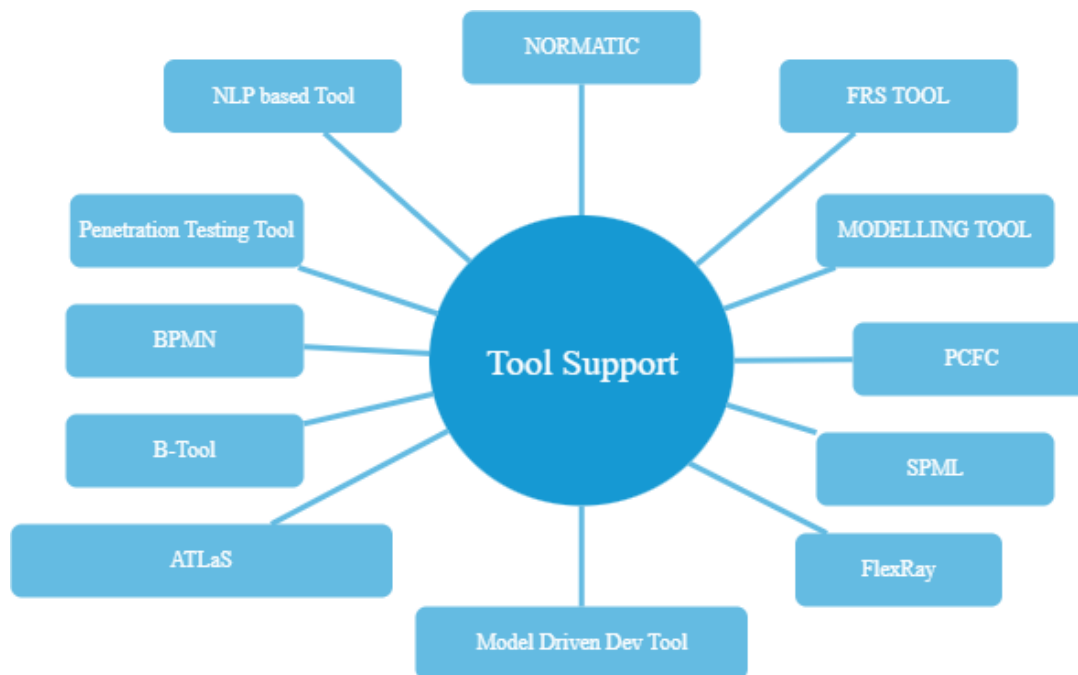 NORMATIC
NLP based Tool
FRS TOOL
Penetration Testing Tool
MODELLING TOOL
BPMN
Tool Support
PCFC
B-Tool
SPML
ATLaS
FlexRay
Model Driven Dev Tool